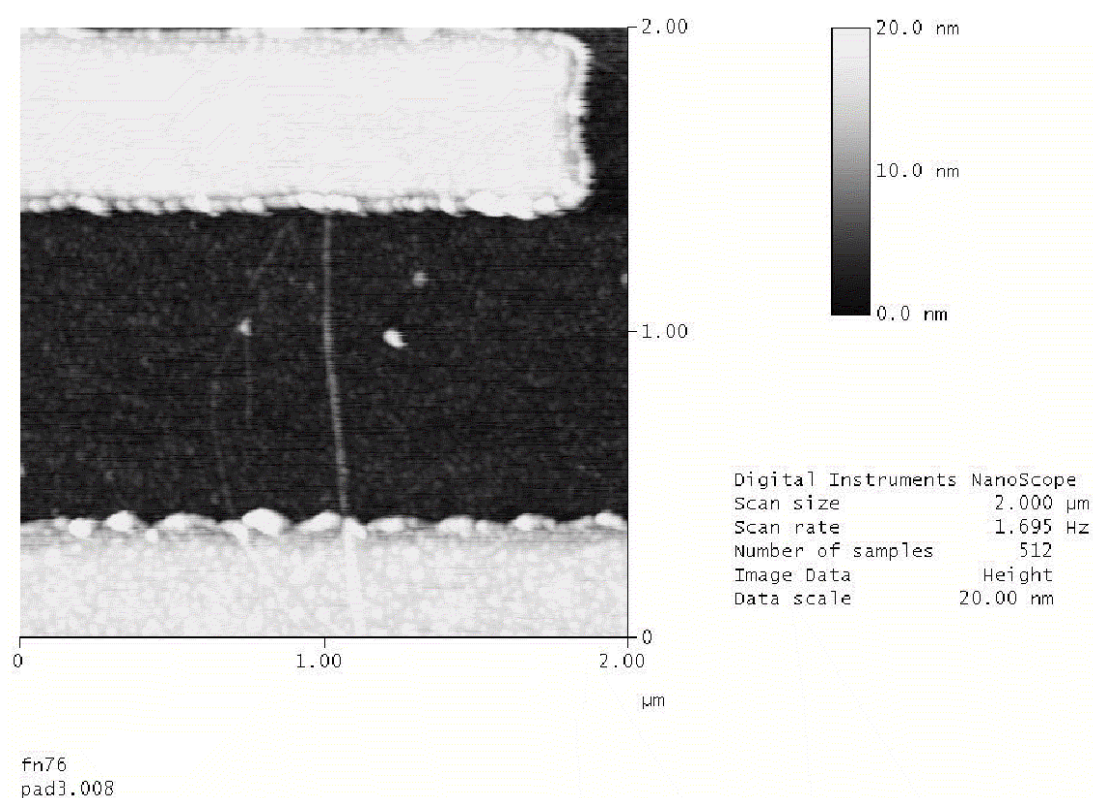 2.00
20.0 nm
10.0 nm
0.0 nm
1.00
0
0
1.00
2.00
µm
Digital Instruments NanoScope
Scan size 2.000 µm
Scan rate 1.695 Hz
Number of samples 512
Image Data Height
Data scale 20.00 nm
fn76
pad3.008